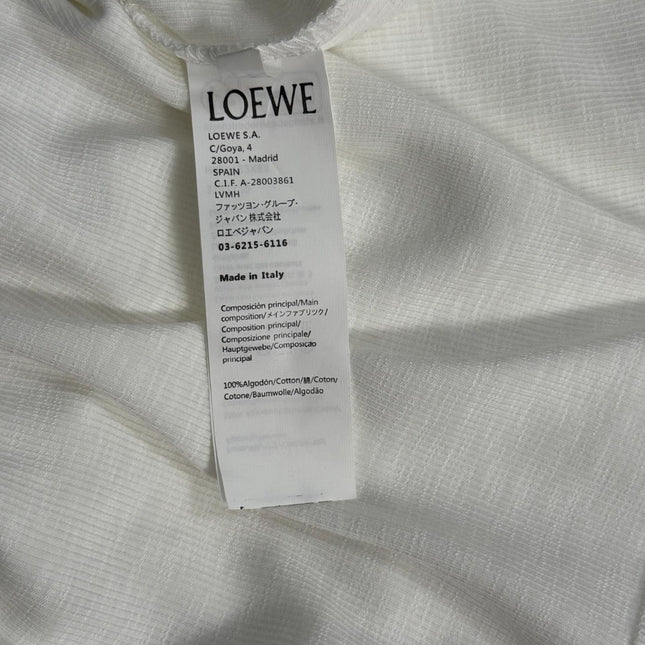 LOEWE
LOEWE S.A.
C/Goya, 4
28001 - Madrid
SPAIN
C.I.F. A-28003861
LVMH
ファッツヨン・グループ・
ジャパン 株式会社
ロエベジャパン
03-6215-6116
Made in Italy
Composición principal/Main
composition/メインファブリツク/
Composition principal/
Composizione principale/
Hauptgewebe/Composição
principal
100%Algodón/Cotton/綿/Coton/
Cotone/Baumwolle/Algodão